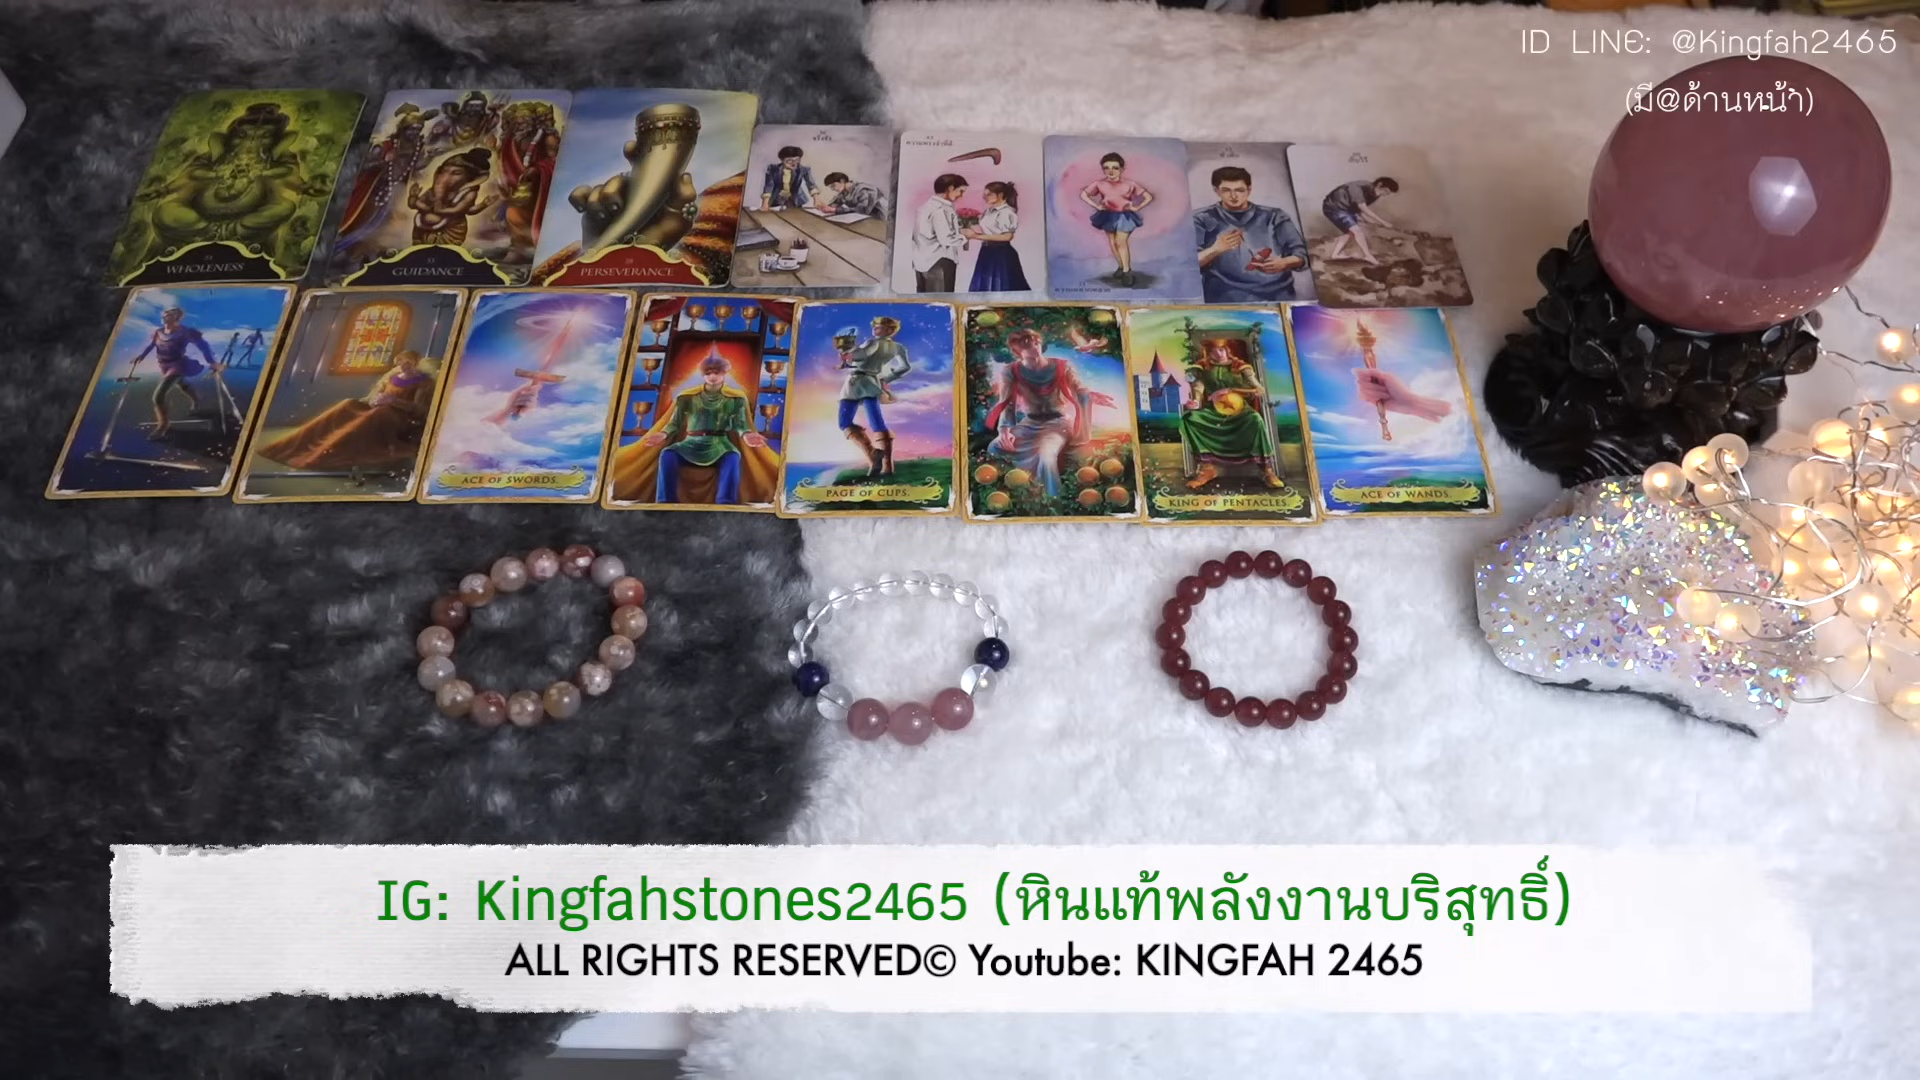 ID LINE: @Kingfah2465
(มี@ด้านหน้า)
WHOLENESS
GUIDANCE
PERSEVERANCE
ACE OF SWORDS.
PAGE OF CUPS.
KING OF PENTACLES.
ACE OF WANDS.
IG: Kingfahstones2465 (หินแท้พลังงานบริสุทธิ์)
ALL RIGHTS RESERVED© Youtube: KINGFAH 2465